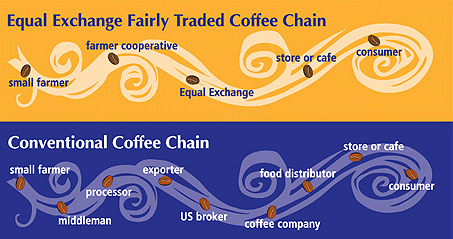 Equal Exchange Fairly Traded Coffee Chain
small farmer
farmer cooperative
Equal Exchange
store or cafe
consumer
Conventional Coffee Chain
small farmer
middleman
processor
exporter
US broker
coffee company
food distributor
store or cafe
consumer